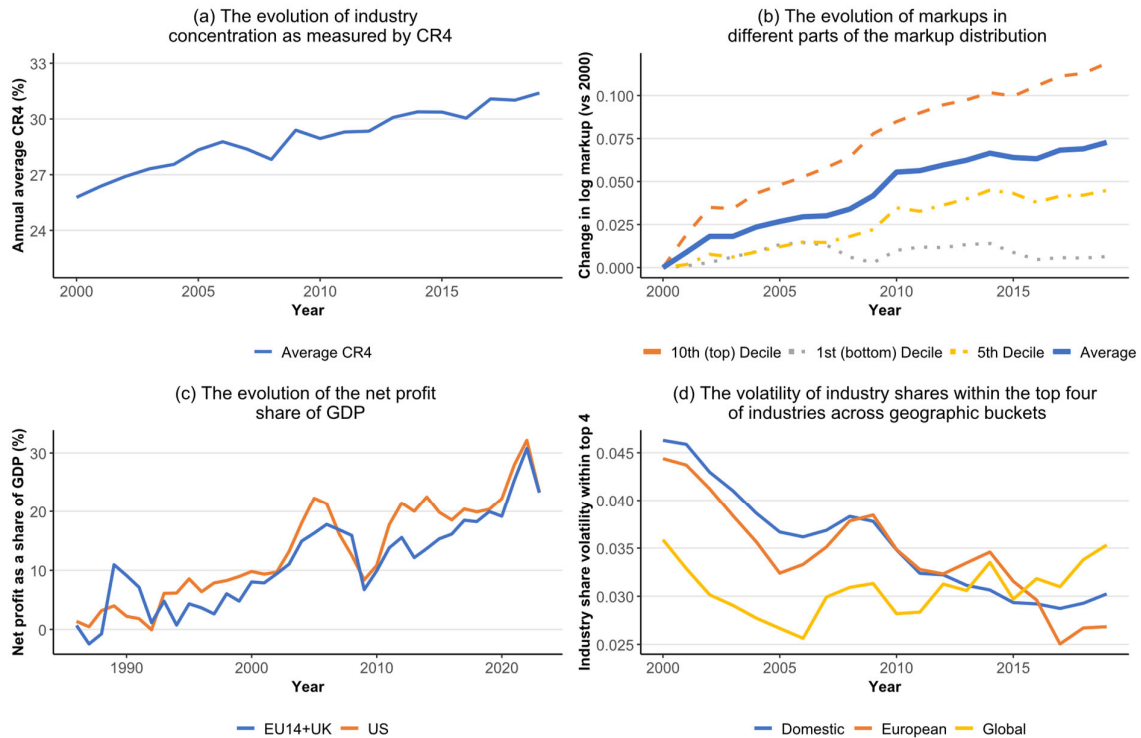 (a) The evolution of industry
concentration as measured by CR4
Annual average CR4 (%)
33
30
27
24
2000
2005
2010
2015
Year
Average CR4
(b) The evolution of markups in
different parts of the markup distribution
Change in log markup (vs 2000)
0.100
0.075
0.050
0.025
0.000
2000
2005
2010
2015
Year
10th (top) Decile
1st (bottom) Decile
5th Decile
Average
(c) The evolution of the net profit
share of GDP
Net profit as a share of GDP (%)
30
20
10
0
1990
2000
2010
2020
Year
EU14+UK
US
(d) The volatility of industry shares within the top four
of industries across geographic buckets
Industry share volatility within top 4
0.045
0.040
0.035
0.030
0.025
2000
2005
2010
2015
Year
Domestic
European
Global